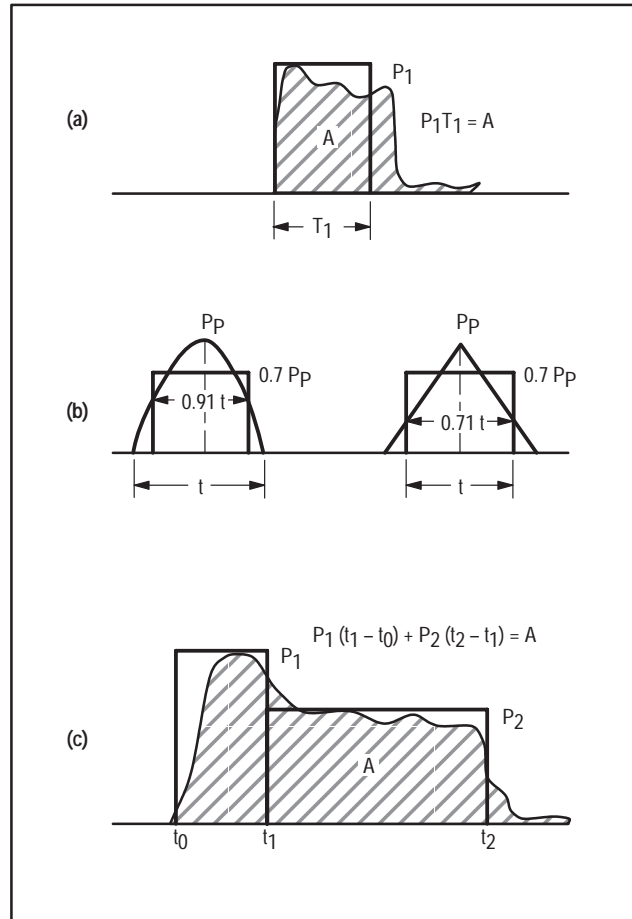 (a)
P1
P1T1 = A
A
T1
(b)
PP
0.7 PP
0.91 t
t
PP
0.7 PP
0.71 t
t
P1 (t1 – t0) + P2 (t2 – t1) = A
P1
P2
(c)
A
t0 t1 t2